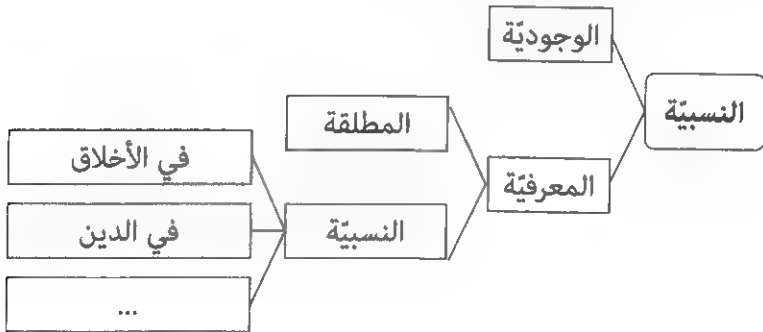 النسبيّة
الوجوديّة
المعرفيّة
المطلقة
النسبيّة
في الأخلاق
في الدين
...